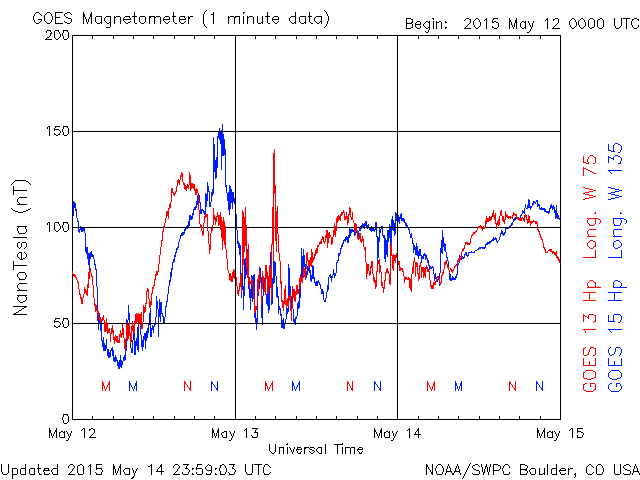 GOES Magnetometer (1 minute data)
Begin: 2015 May 12 0000 UTC
200
150
100
50
0
NanoTesla (nT)
M M N N M M N N M M N N
May 12 May 13 May 14 May 15
Universal Time
GOES 13 Hp Long. W 75
GOES 15 Hp Long. W 135
Updated 2015 May 14 23:59:03 UTC
NOAA/SWPC Boulder, CO USA